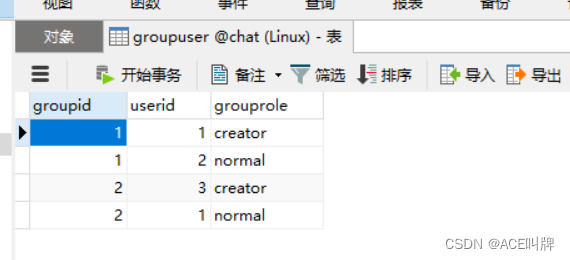 视图 函数 事件 查询 报表 备份
对象 groupuser @chat (Linux) - 表
开始事务 备注 筛选 排序 导入 导出
groupid userid grouprole
1 1 creator
1 2 normal
2 3 creator
2 1 normal
CSDN @ACE叫牌